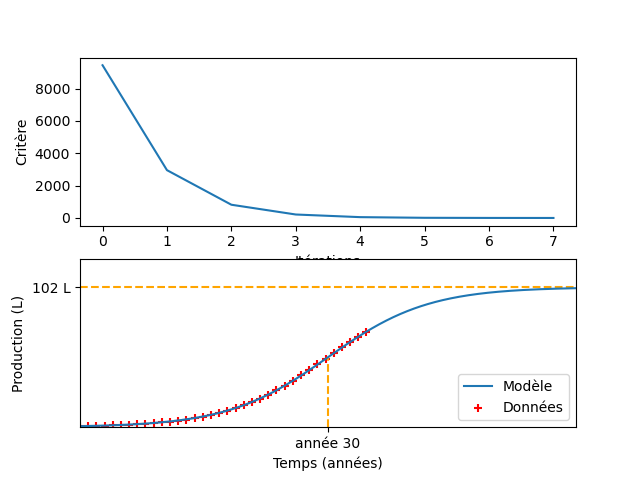 8000
6000
4000
2000
0
Critère
0 1 2 3 4 5 6 7
Itérations
102 L
Production (L)
Modèle
Données
année 30
Temps (années)